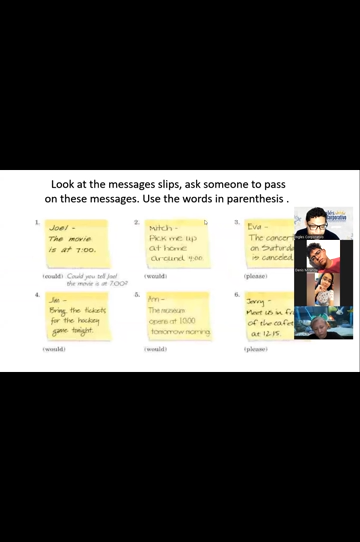 Look at the messages slips, ask someone to pass
on these messages. Use the words in parenthesis .
1.
Joel -
The movie
is at 7:00.
(would) Could you tell Joel
the movie is at 7:00?
2.
Mitch -
Pick me up
at home
around 4:00
(would)
3.
Eva -
The concert
on Saturda
is canceled
(please)
4.
Jim -
Bring the tickets
for the hockey
game tonight.
(would)
5.
Ann -
The museum
opens at 10:00
tomorrow morning.
(would)
6.
Jerry -
Meet us in fr
of the cafet
at 12:15.
(please)